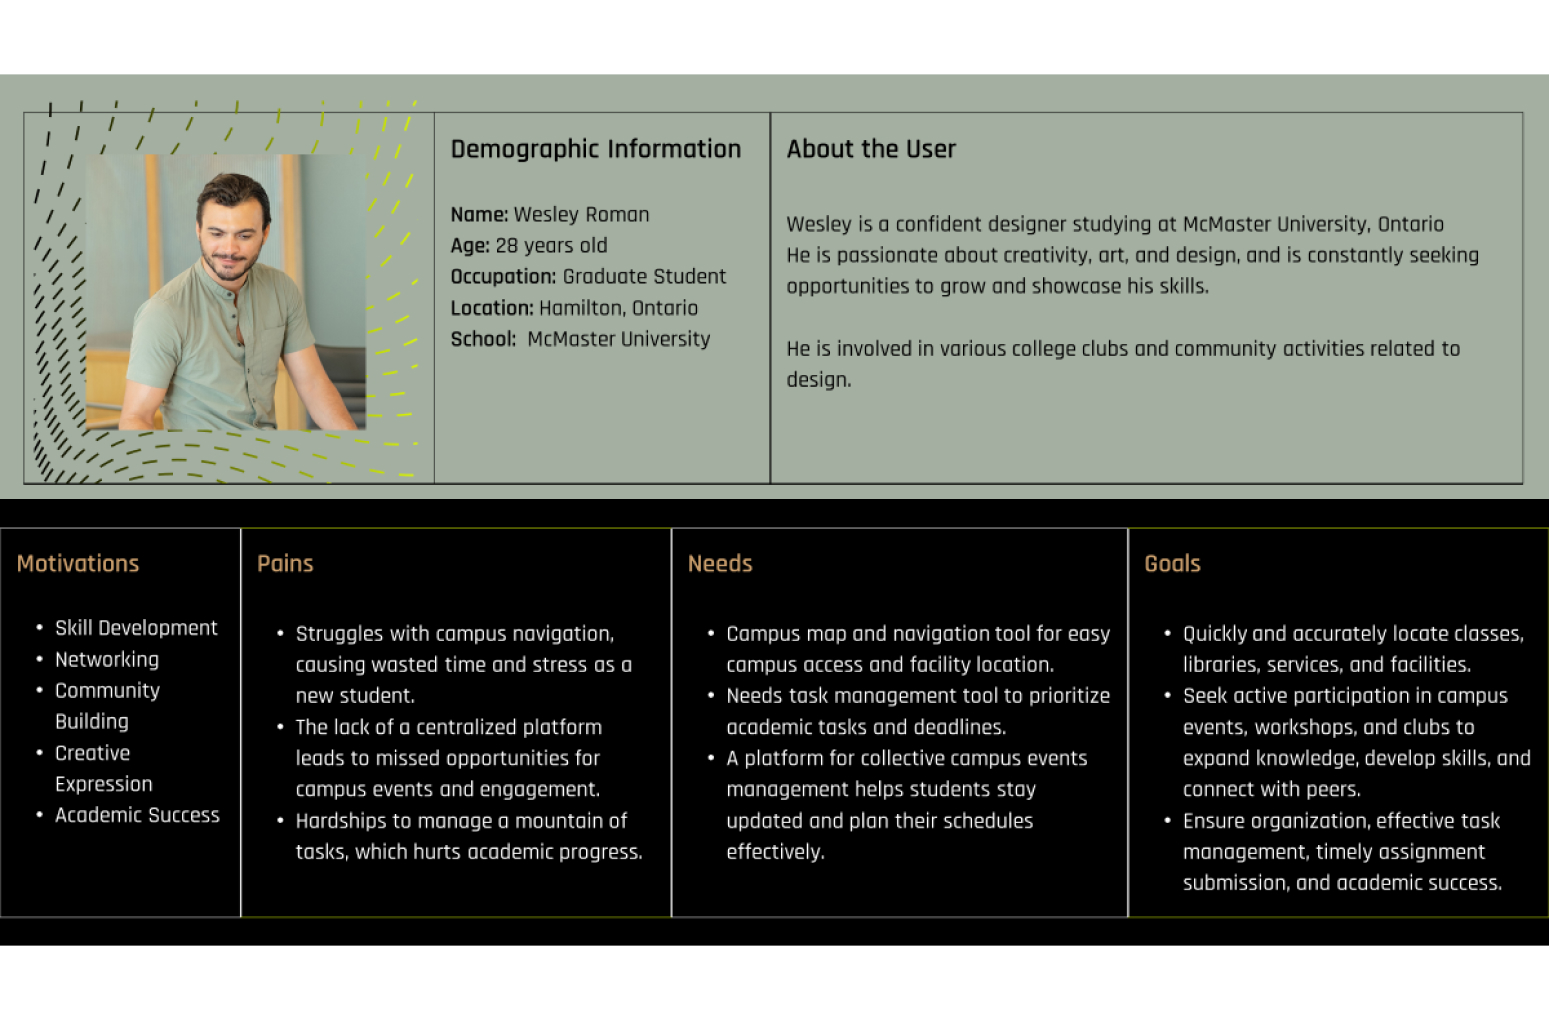 Demographic Information
Name: Wesley Roman
Age: 28 years old
Occupation: Graduate Student
Location: Hamilton, Ontario
School: McMaster University
About the User
Wesley is a confident designer studying at McMaster University, Ontario
He is passionate about creativity, art, and design, and is constantly seeking
opportunities to grow and showcase his skills.
He is involved in various college clubs and community activities related to
design.
Motivations
• Skill Development
• Networking
• Community
Building
• Creative
Expression
• Academic Success
Pains
• Struggles with campus navigation,
causing wasted time and stress as a
new student.
• The lack of a centralized platform
leads to missed opportunities for
campus events and engagement.
• Hardships to manage a mountain of
tasks, which hurts academic progress.
Needs
• Campus map and navigation tool for easy
campus access and facility location.
• Needs task management tool to prioritize
academic tasks and deadlines.
• A platform for collective campus events
management helps students stay
updated and plan their schedules
effectively.
Goals
• Quickly and accurately locate classes,
libraries, services, and facilities.
• Seek active participation in campus
events, workshops, and clubs to
expand knowledge, develop skills, and
connect with peers.
• Ensure organization, effective task
management, timely assignment
submission, and academic success.